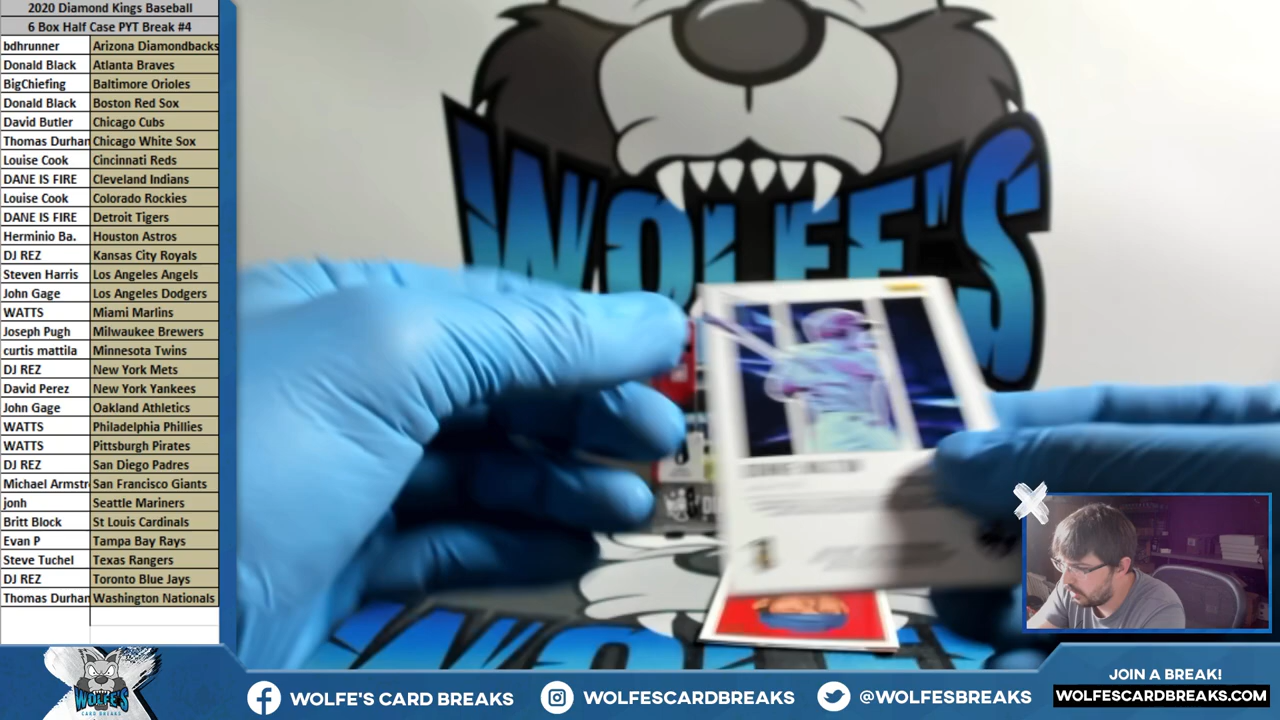 2020 Diamond Kings Baseball
6 Box Half Case PYT Break #4
bdhrunner Arizona Diamondbacks
Donald Black Atlanta Braves
BigChiefing Baltimore Orioles
Donald Black Boston Red Sox
David Butler Chicago Cubs
Thomas Durhan Chicago White Sox
Louise Cook Cincinnati Reds
DANE IS FIRE Cleveland Indians
Louise Cook Colorado Rockies
DANE IS FIRE Detroit Tigers
Herminio Ba. Houston Astros
DJ REZ Kansas City Royals
Steven Harris Los Angeles Angels
John Gage Los Angeles Dodgers
WATTS Miami Marlins
Joseph Pugh Milwaukee Brewers
curtis mattila Minnesota Twins
DJ REZ New York Mets
David Perez New York Yankees
John Gage Oakland Athletics
WATTS Philadelphia Phillies
WATTS Pittsburgh Pirates
DJ REZ San Diego Padres
Michael Armstr San Francisco Giants
jonh Seattle Mariners
Britt Block St Louis Cardinals
Evan P Tampa Bay Rays
Steve Tuchel Texas Rangers
DJ REZ Toronto Blue Jays
Thomas Durhan Washington Nationals
WOLFE'S
WOLFE'S
WOLFE'S
CARD BREAKS
WOLFE'S CARD BREAKS
WOLFESCARDBREAKS
@WOLFESBREAKS
JOIN A BREAK!
WOLFESCARDBREAKS.COM